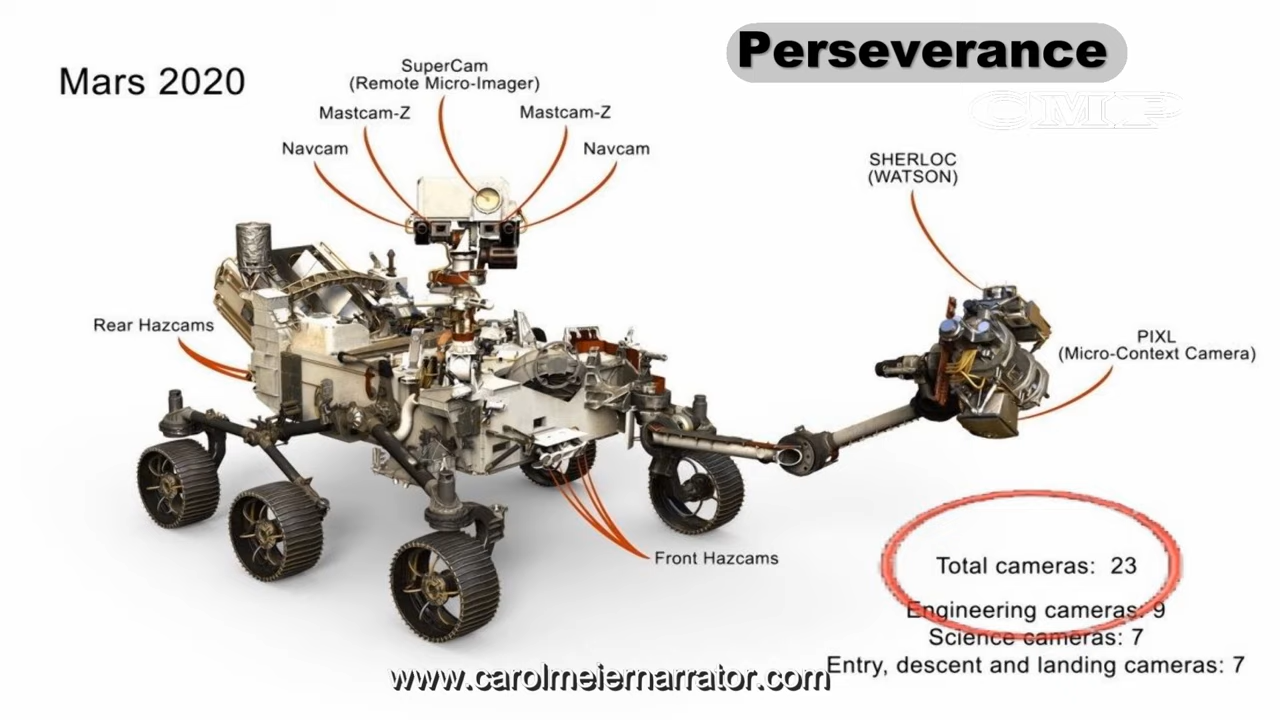 Perseverance
Mars 2020
CMP
SuperCam
(Remote Micro-Imager)
Mastcam-Z
Mastcam-Z
Navcam
Navcam
SHERLOC
(WATSON)
Rear Hazcams
PIXL
(Micro-Context Camera)
Front Hazcams
Total cameras: 23
Engineering cameras: 9
Science cameras: 7
Entry, descent and landing cameras: 7
www.carolmeiernarrator.com